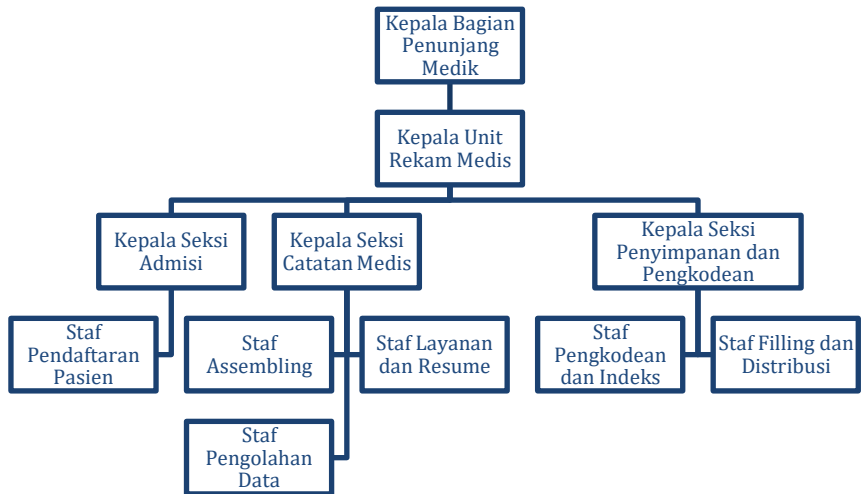 Kepala Bagian
Penunjang
Medik
Kepala Unit
Rekam Medis
Kepala Seksi
Admisi
Kepala Seksi
Catatan Medis
Kepala Seksi
Penyimpanan dan
Pengkodean
Staf
Pendaftaran
Pasien
Staf
Assembling
Staf Layanan
dan Resume
Staf
Pengkodean
dan Indeks
Staf Filling dan
Distribusi
Staf
Pengolahan
Data